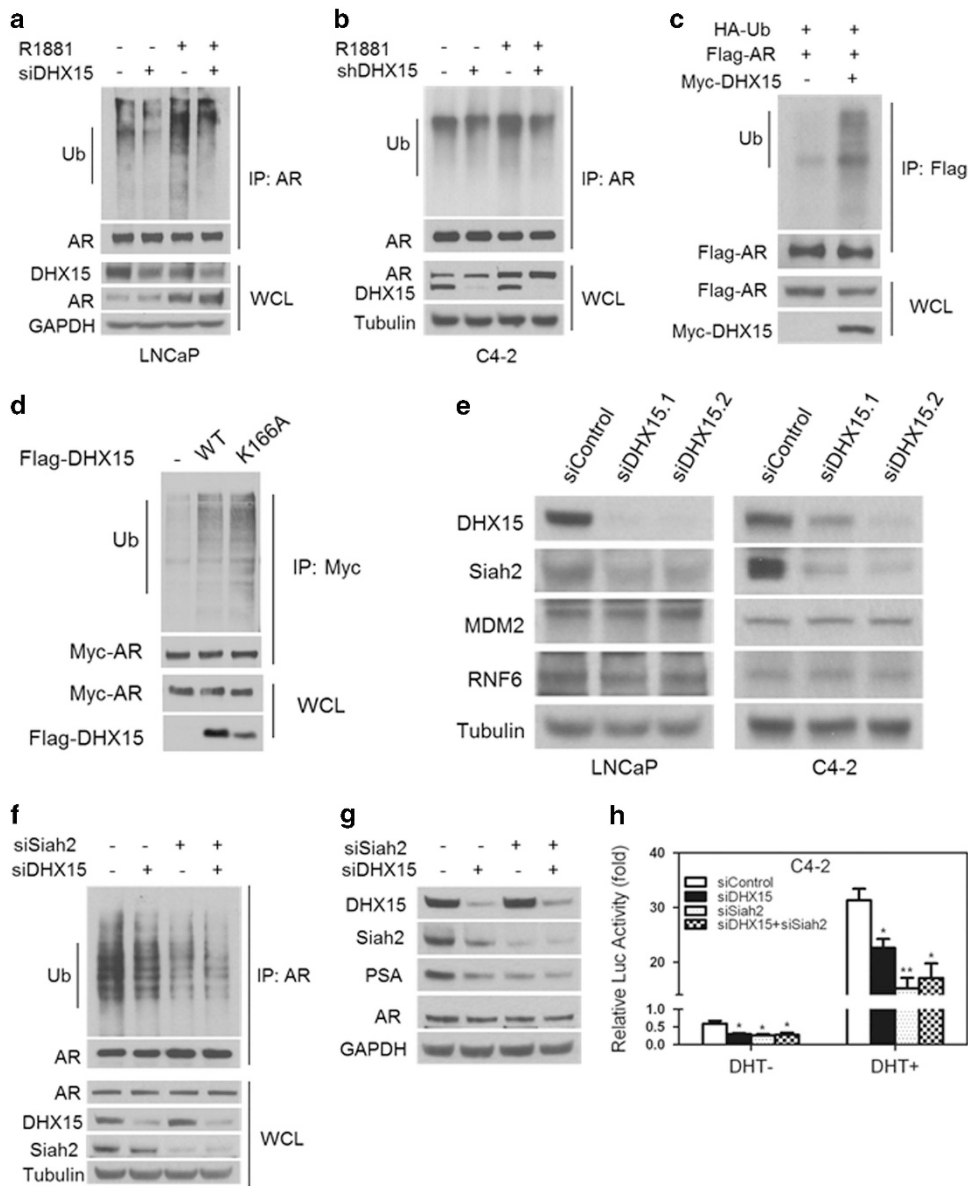 a
R1881 - - + +
siDHX15 - + - +
Ub
IP: AR
AR
DHX15
AR
WCL
GAPDH
LNCaP
b
R1881 - - + +
shDHX15 - + - +
Ub
IP: AR
AR
AR
DHX15
WCL
Tubulin
C4-2
c
HA-Ub + +
Flag-AR + +
Myc-DHX15 - +
Ub
IP: Flag
Flag-AR
Flag-AR
WCL
Myc-DHX15
d
Flag-DHX15 - WT K166A
Ub
IP: Myc
Myc-AR
Myc-AR
WCL
Flag-DHX15
e
siControl siDHX15.1 siDHX15.2 siControl siDHX15.1 siDHX15.2
DHX15
Siah2
MDM2
RNF6
Tubulin
LNCaP C4-2
f
siSiah2 - - + +
siDHX15 - + - +
Ub
IP: AR
AR
AR
DHX15
WCL
Siah2
Tubulin
g
siSiah2 - - + +
siDHX15 - + - +
DHX15
Siah2
PSA
AR
GAPDH
h
C4-2
Relative Luc Activity (fold)
40
30
20
1.0
0.5
0.0
siControl
siDHX15
siSiah2
siDHX15+siSiah2
* * *
* ** *
DHT- DHT+